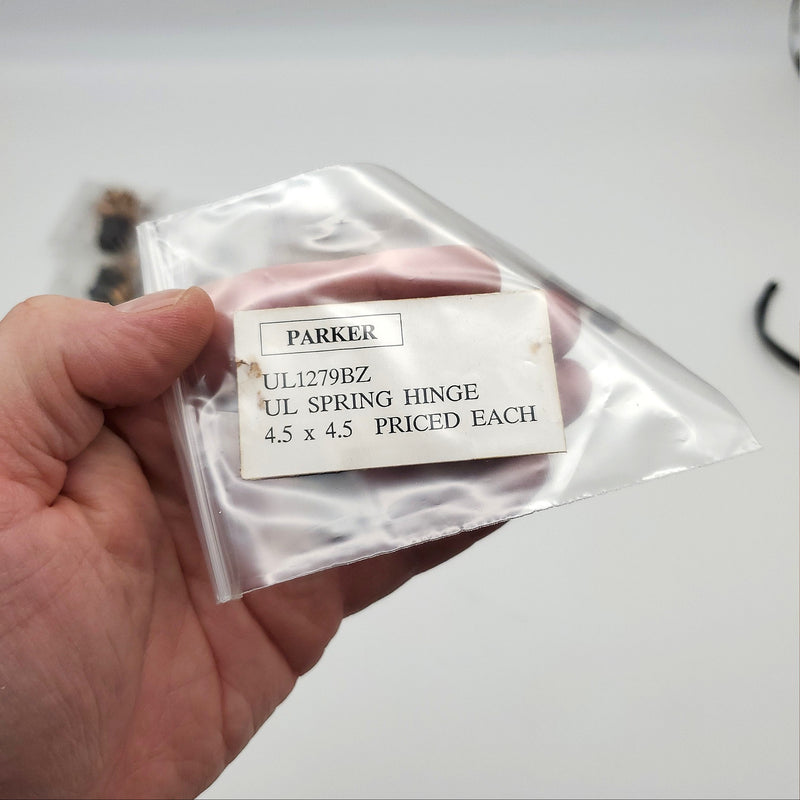 PARKER
UL1279BZ
UL SPRING HINGE
4.5 x 4.5 PRICED EACH